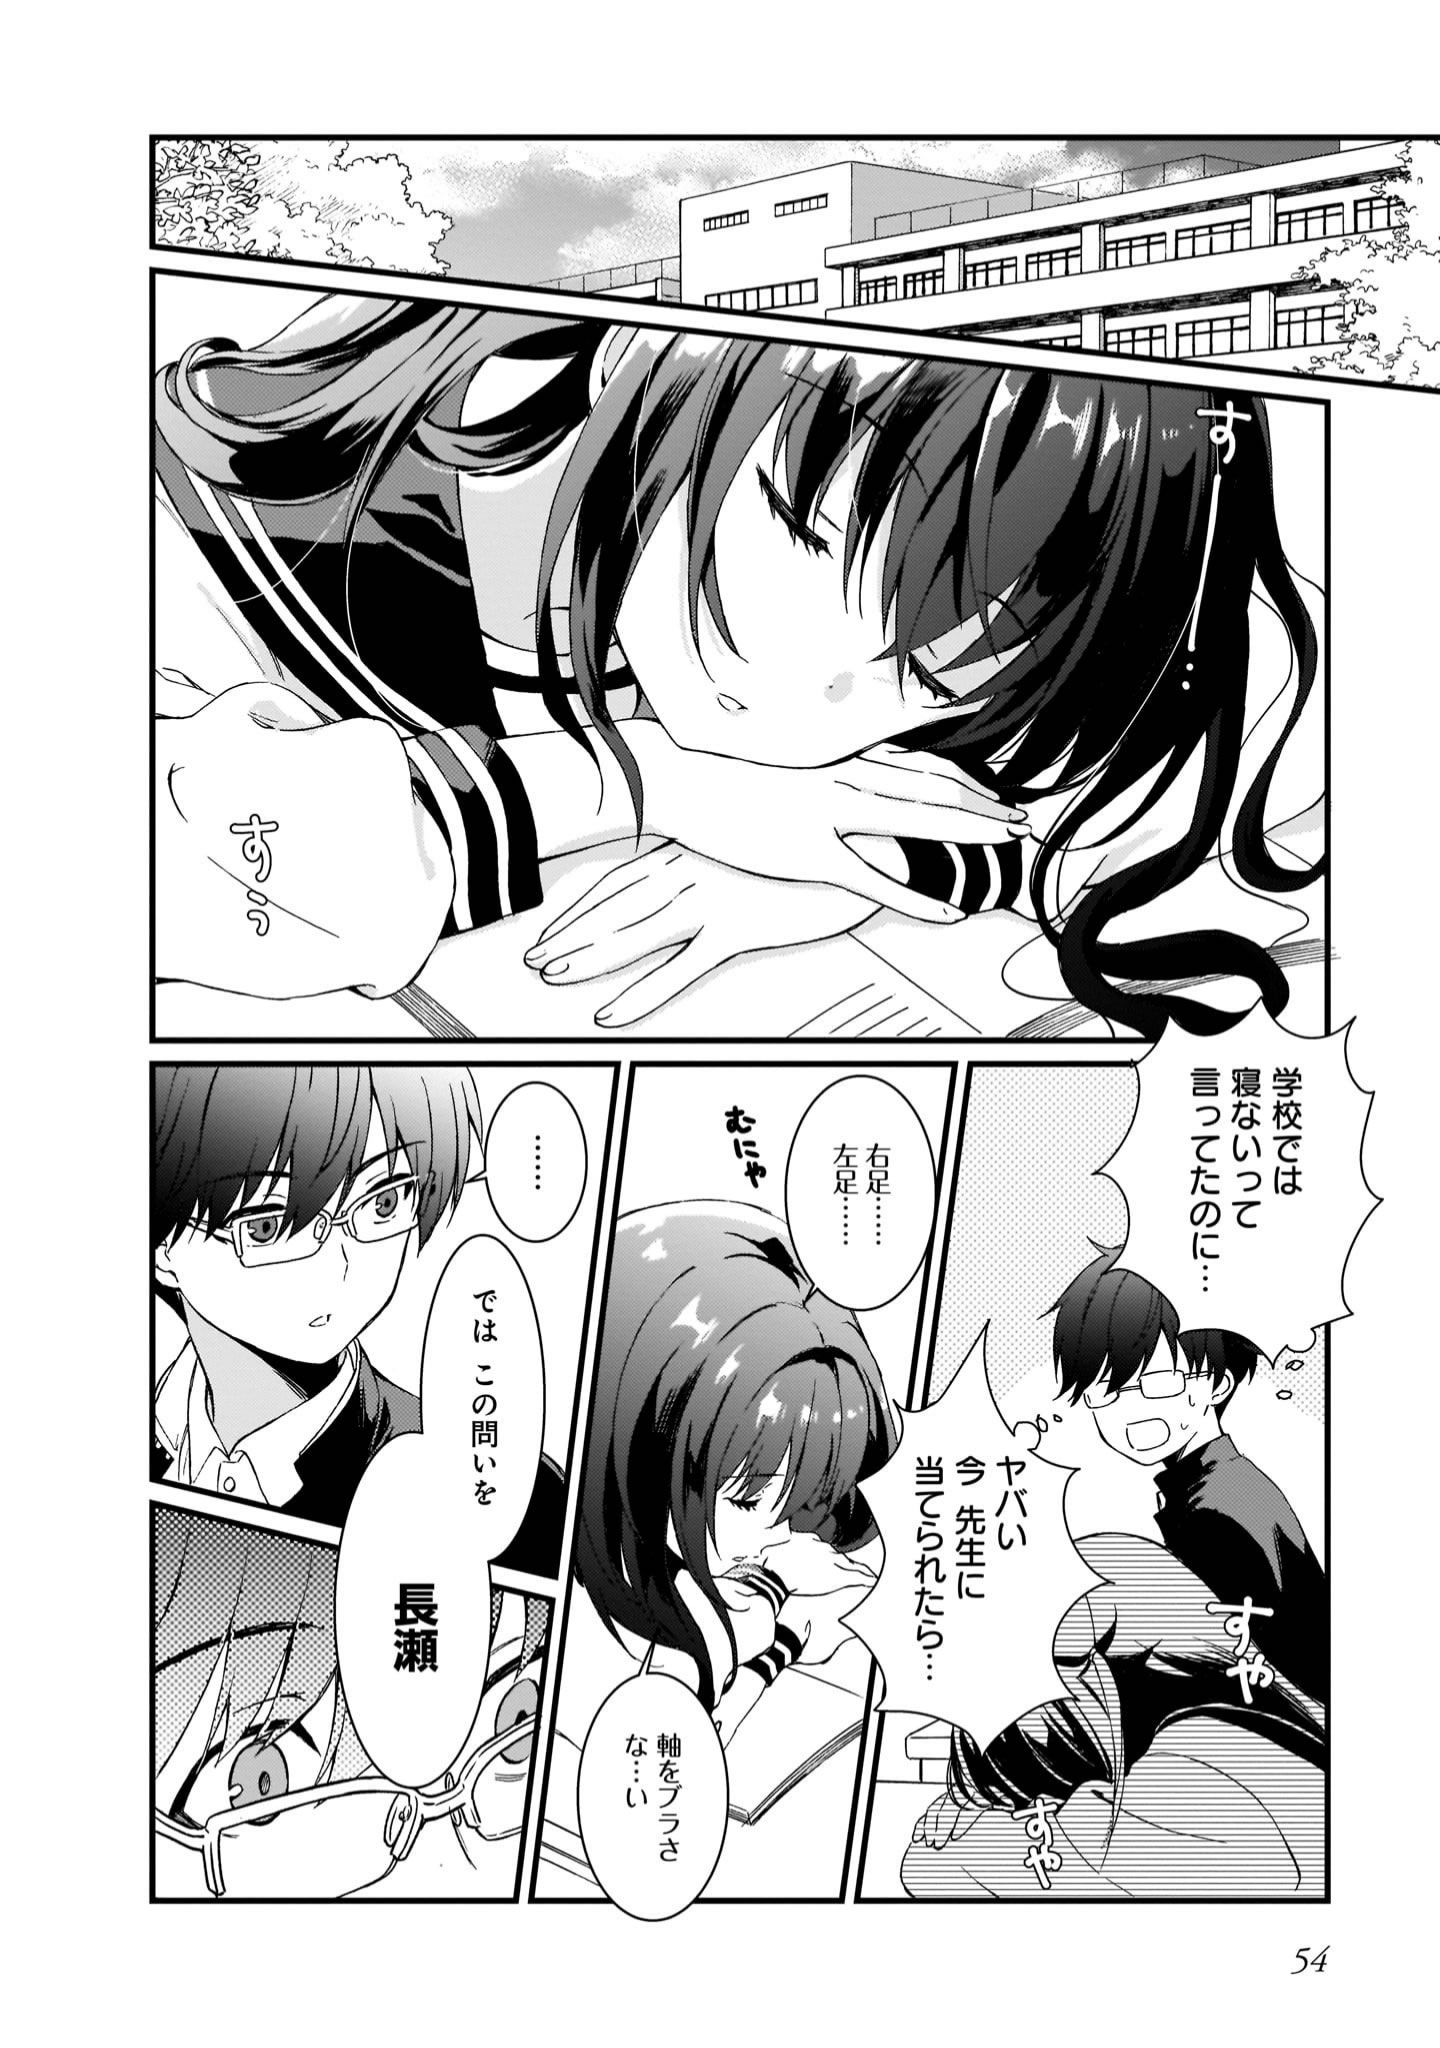 すー…
すぅ
学校では
寝ないって
言ってたのに…
ヤバい
今 先生に
当てられたら…
すや
すや
右足……
左足……
むにゃ
軸をブラさ
な…い
……
では この問いを
長瀬
54